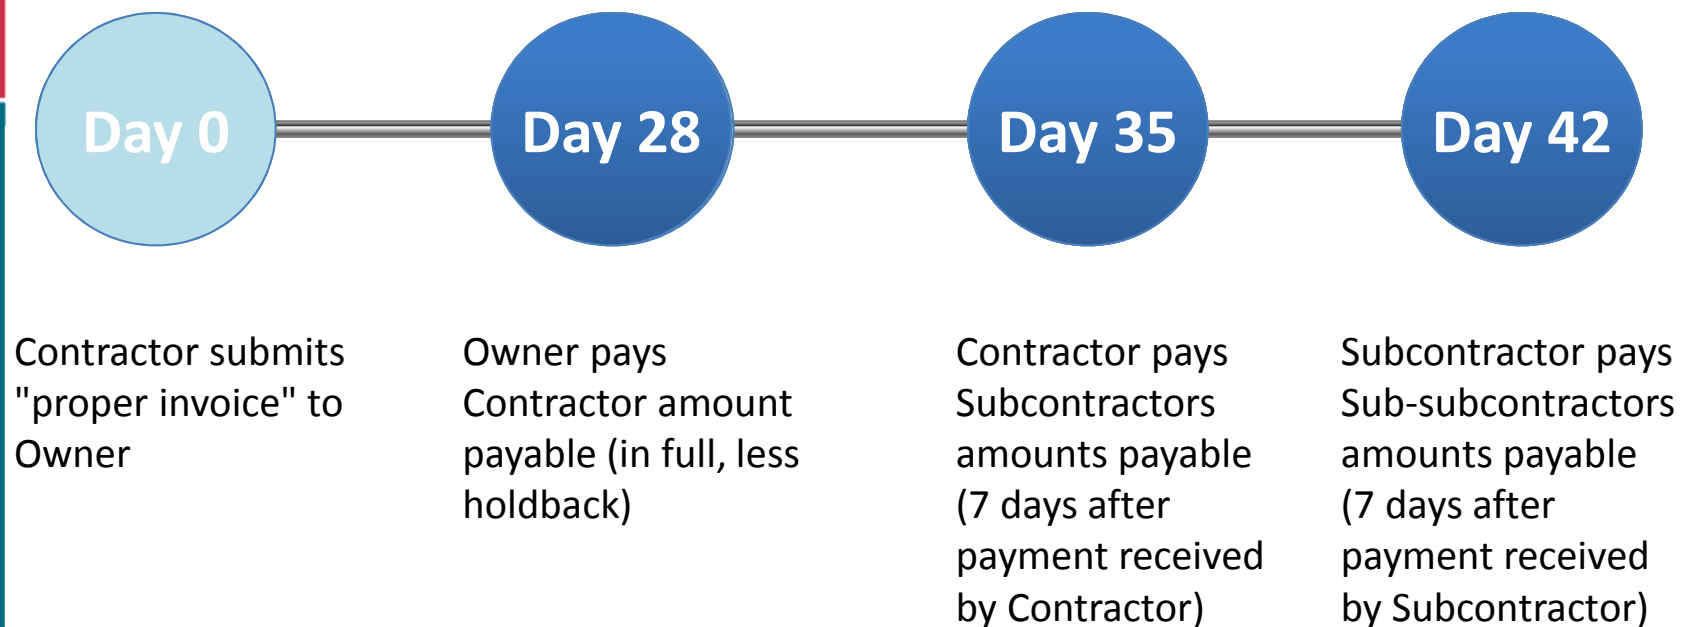 Day 0
Day 28
Day 35
Day 42
Contractor submits
"proper invoice" to
Owner
Owner pays
Contractor amount
payable (in full, less
holdback)
Contractor pays
Subcontractors
amounts payable
(7 days after
payment received
by Contractor)
Subcontractor pays
Sub-subcontractors
amounts payable
(7 days after
payment received
by Subcontractor)